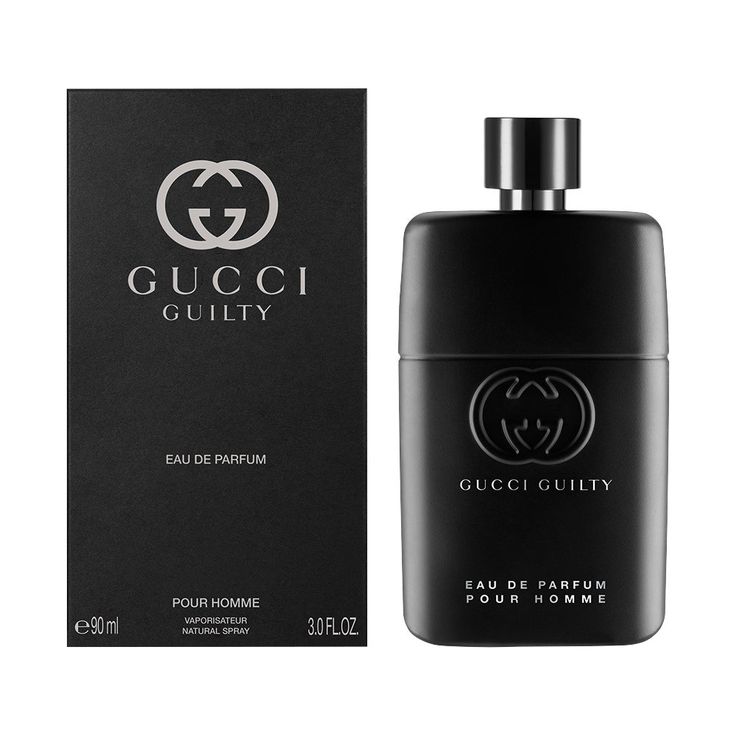 GUCCI
GUILTY
EAU DE PARFUM
POUR HOMME
VAPORISATEUR
NATURAL SPRAY
℮90 ml
3.0 FL.OZ.
GUCCI GUILTY
EAU DE PARFUM
POUR HOMME